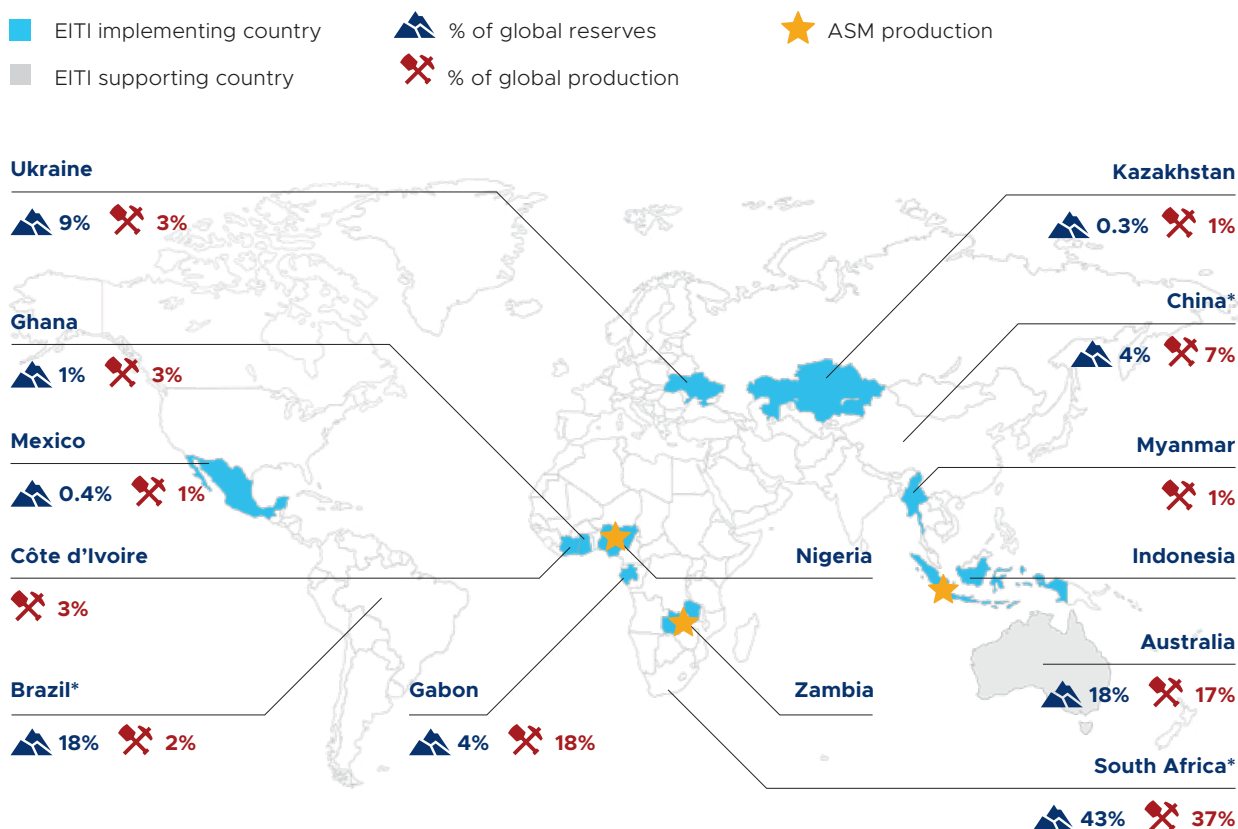 EITI implementing country
% of global reserves
ASM production
EITI supporting country
% of global production
Ukraine
9% 3%
Kazakhstan
0.3% 1%
Ghana
1% 3%
China*
4% 7%
Mexico
0.4% 1%
Myanmar
1%
Côte d’Ivoire
3%
Nigeria
Indonesia
Australia
18% 17%
Brazil*
18% 2%
Gabon
4% 18%
Zambia
South Africa*
43% 37%